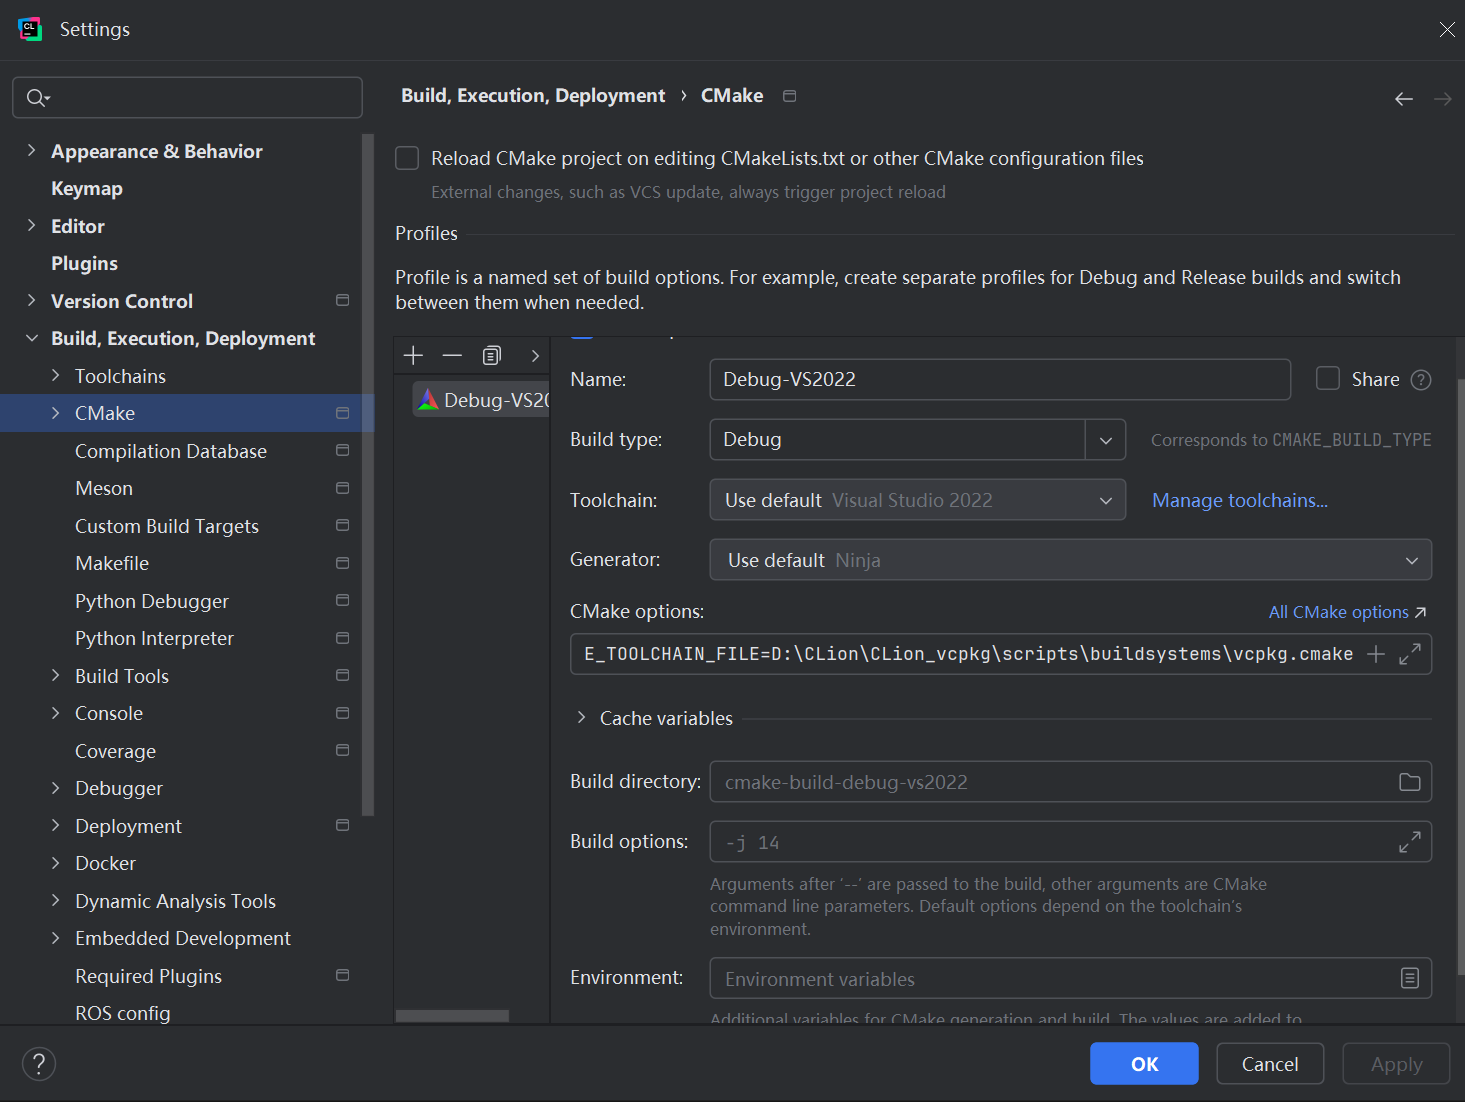 CL
Settings
Build, Execution, Deployment › CMake
Appearance & Behavior
Keymap
Editor
Plugins
Version Control
Build, Execution, Deployment
Toolchains
CMake
Compilation Database
Meson
Custom Build Targets
Makefile
Python Debugger
Python Interpreter
Build Tools
Console
Coverage
Debugger
Deployment
Docker
Dynamic Analysis Tools
Embedded Development
Required Plugins
ROS config
Reload CMake project on editing CMakeLists.txt or other CMake configuration files
External changes, such as VCS update, always trigger project reload
Profiles
Profile is a named set of build options. For example, create separate profiles for Debug and Release builds and switch
between them when needed.
Debug-VS20
Name: Debug-VS2022 Share ?
Build type: Debug Corresponds to CMAKE_BUILD_TYPE
Toolchain: Use default Visual Studio 2022 Manage toolchains...
Generator: Use default Ninja
CMake options: All CMake options ↗
E_TOOLCHAIN_FILE=D:\CLion\CLion_vcpkg\scripts\buildsystems\vcpkg.cmake
Cache variables
Build directory: cmake-build-debug-vs2022
Build options: -j 14
Arguments after '--' are passed to the build, other arguments are CMake
command line parameters. Default options depend on the toolchain's
environment.
Environment: Environment variables
Additional variables for CMake generation and build. The values are added to
? OK Cancel Apply